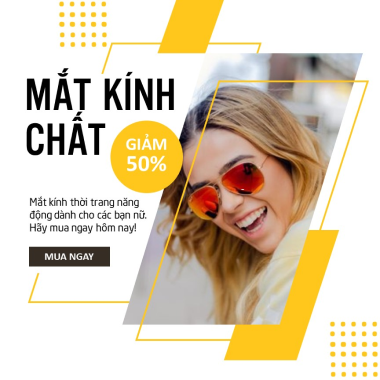 MẮT KÍNH
CHẤT
GIẢM
50%
Mắt kính thời trang năng
động dành cho các bạn nữ.
Hãy mua ngay hôm nay!
MUA NGAY